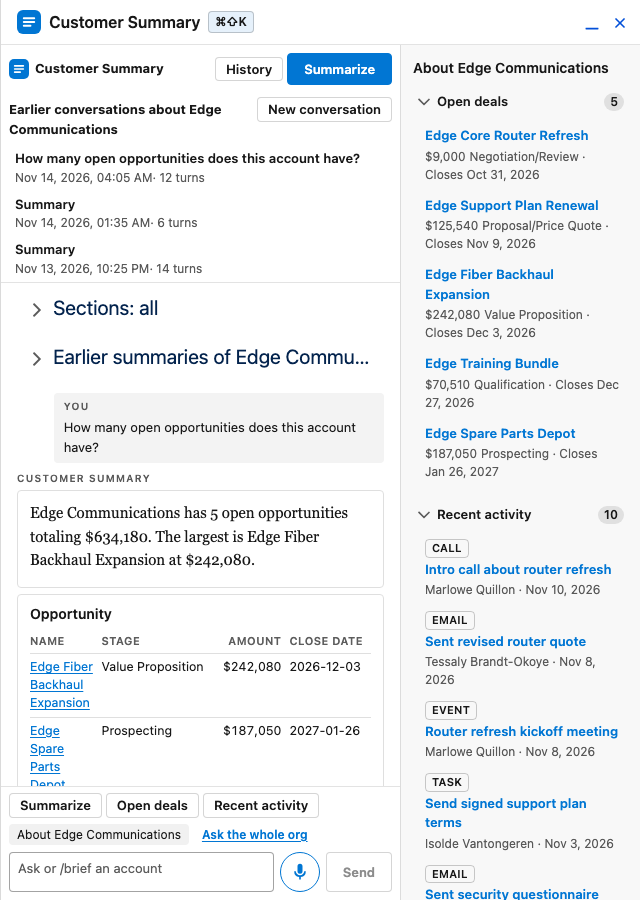 Customer Summary ⌘⇧K
Customer Summary
History
Summarize
Earlier conversations about Edge
Communications
New conversation
How many open opportunities does this account have?
Nov 14, 2026, 04:05 AM· 12 turns
Summary
Nov 14, 2026, 01:35 AM· 6 turns
Summary
Nov 13, 2026, 10:25 PM· 14 turns
Sections: all
Earlier summaries of Edge Commu...
YOU
How many open opportunities does this account
have?
CUSTOMER SUMMARY
Edge Communications has 5 open opportunities
totaling $634,180. The largest is Edge Fiber
Backhaul Expansion at $242,080.
Opportunity
NAME STAGE AMOUNT CLOSE DATE
Edge Fiber Value Proposition $242,080 2026-12-03
Backhaul
Expansion
Edge Prospecting $187,050 2027-01-26
Spare
Parts
Depot
Summarize
Open deals
Recent activity
About Edge Communications
Ask the whole org
Ask or /brief an account
Send
About Edge Communications
Open deals 5
Edge Core Router Refresh
$9,000 Negotiation/Review ·
Closes Oct 31, 2026
Edge Support Plan Renewal
$125,540 Proposal/Price Quote ·
Closes Nov 9, 2026
Edge Fiber Backhaul
Expansion
$242,080 Value Proposition ·
Closes Dec 3, 2026
Edge Training Bundle
$70,510 Qualification · Closes Dec
27, 2026
Edge Spare Parts Depot
$187,050 Prospecting · Closes
Jan 26, 2027
Recent activity 10
CALL
Intro call about router refresh
Marlowe Quillon · Nov 10, 2026
EMAIL
Sent revised router quote
Tessaly Brandt-Okoye · Nov 8,
2026
EVENT
Router refresh kickoff meeting
Marlowe Quillon · Nov 8, 2026
TASK
Send signed support plan
terms
Isolde Vantongeren · Nov 3, 2026
EMAIL
Sent security questionnaire